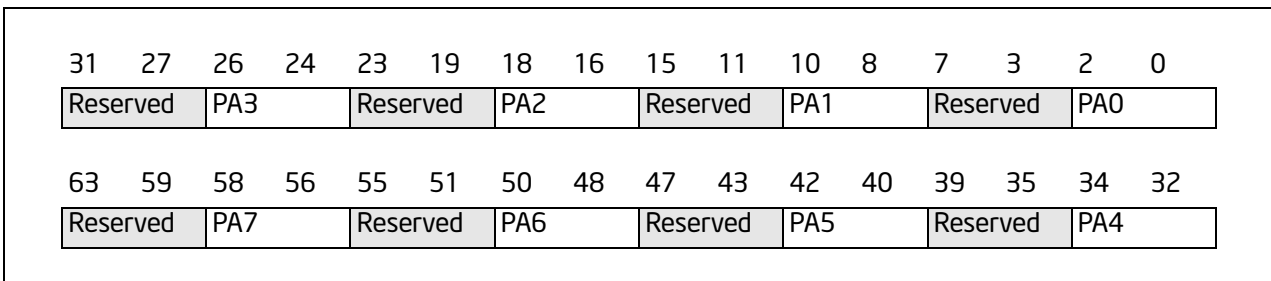 31 27 26 24 23 19 18 16 15 11 10 8 7 3 2 0
Reserved PA3 Reserved PA2 Reserved PA1 Reserved PA0
63 59 58 56 55 51 50 48 47 43 42 40 39 35 34 32
Reserved PA7 Reserved PA6 Reserved PA5 Reserved PA4